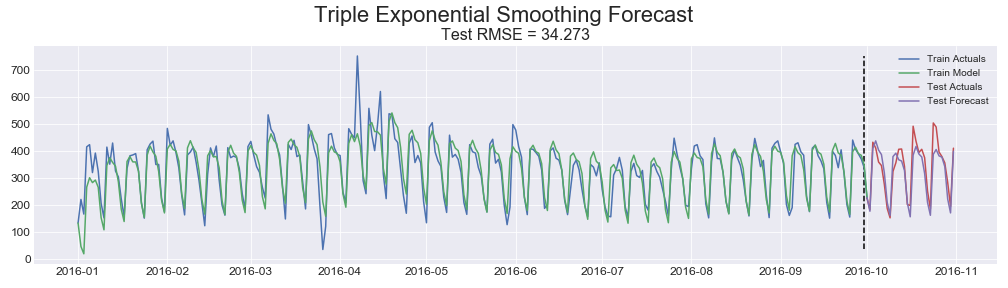 Triple Exponential Smoothing Forecast
Test RMSE = 34.273
Train Actuals
Train Model
Test Actuals
Test Forecast
700
600
500
400
300
200
100
0
2016-01 2016-02 2016-03 2016-04 2016-05 2016-06 2016-07 2016-08 2016-09 2016-10 2016-11